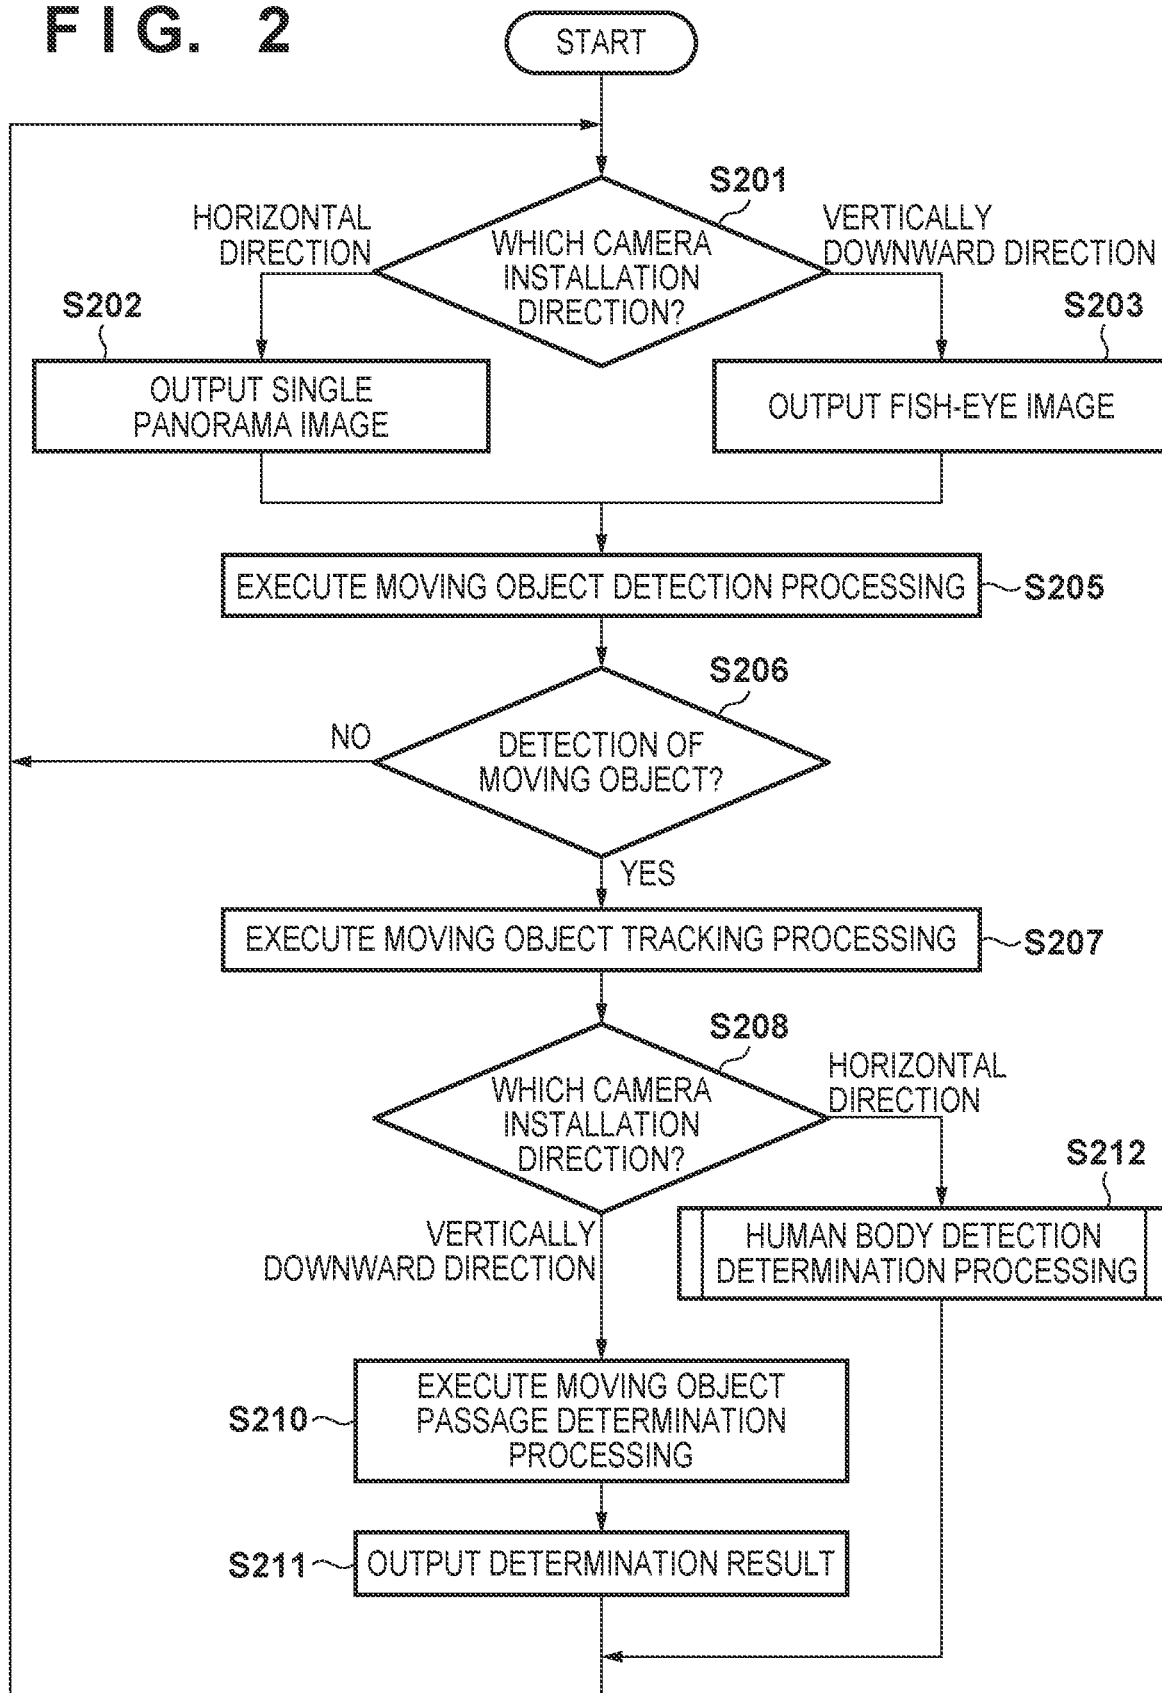 FIG. 2
START
S201
HORIZONTAL
DIRECTION
WHICH CAMERA
INSTALLATION
DIRECTION?
VERTICALLY
DOWNWARD DIRECTION
S202
OUTPUT SINGLE
PANORAMA IMAGE
S203
OUTPUT FISH-EYE IMAGE
EXECUTE MOVING OBJECT DETECTION PROCESSING
S205
S206
DETECTION OF
MOVING OBJECT?
NO
YES
EXECUTE MOVING OBJECT TRACKING PROCESSING
S207
S208
WHICH CAMERA
INSTALLATION
DIRECTION?
HORIZONTAL
DIRECTION
S212
HUMAN BODY DETECTION
DETERMINATION PROCESSING
VERTICALLY
DOWNWARD DIRECTION
S210
EXECUTE MOVING OBJECT
PASSAGE DETERMINATION
PROCESSING
S211
OUTPUT DETERMINATION RESULT